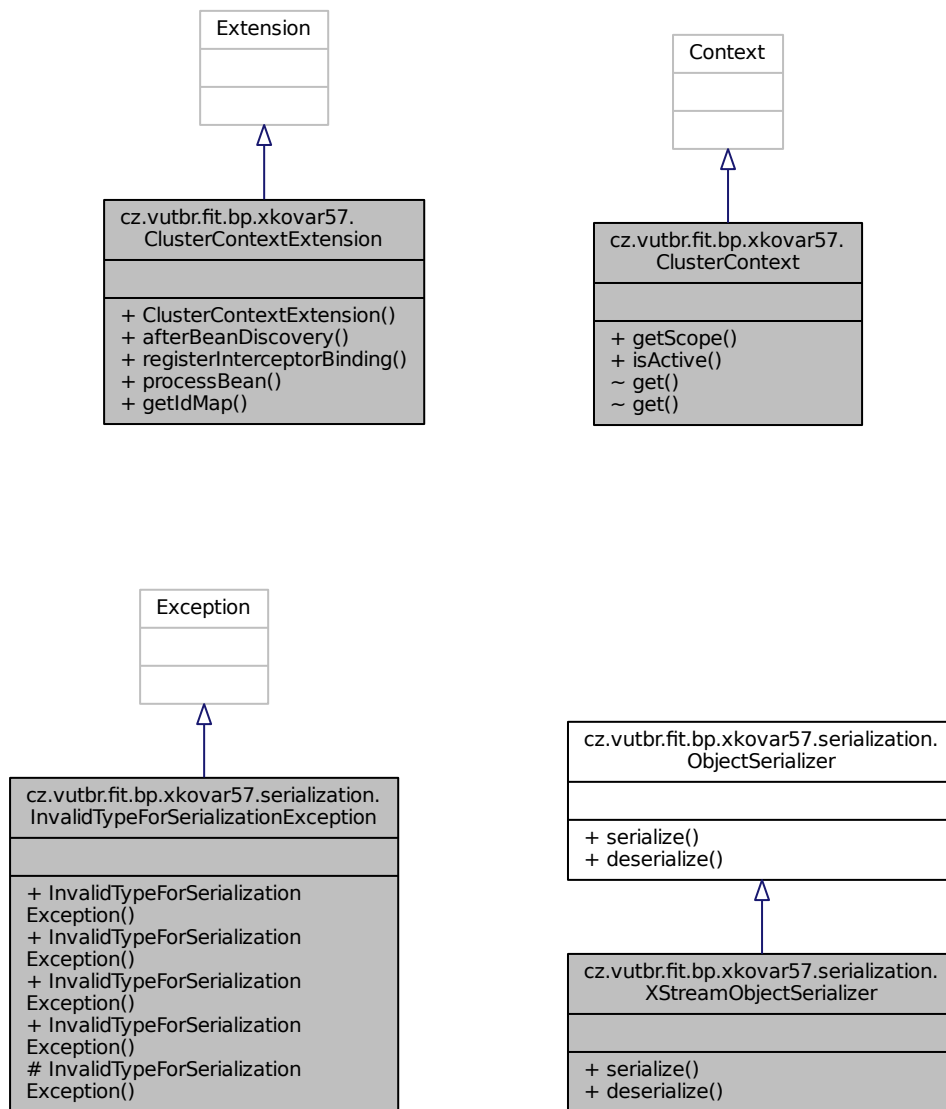 Extension
cz.vutbr.fit.bp.xkovar57.
ClusterContextExtension
+ ClusterContextExtension()
+ afterBeanDiscovery()
+ registerInterceptorBinding()
+ processBean()
+ getIdMap()
Context
cz.vutbr.fit.bp.xkovar57.
ClusterContext
+ getScope()
+ isActive()
~ get()
~ get()
Exception
cz.vutbr.fit.bp.xkovar57.serialization.
InvalidTypeForSerializationException
+ InvalidTypeForSerialization
Exception()
+ InvalidTypeForSerialization
Exception()
+ InvalidTypeForSerialization
Exception()
+ InvalidTypeForSerialization
Exception()
# InvalidTypeForSerialization
Exception()
cz.vutbr.fit.bp.xkovar57.serialization.
ObjectSerializer
+ serialize()
+ deserialize()
cz.vutbr.fit.bp.xkovar57.serialization.
XStreamObjectSerializer
+ serialize()
+ deserialize()